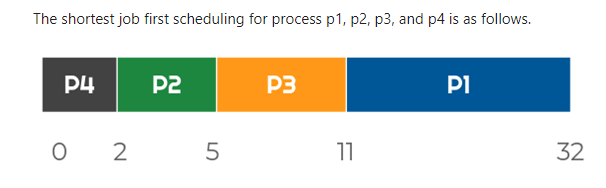 The shortest job first scheduling for process p1, p2, p3, and p4 is as follows.
P4 P2 P3 P1
0 2 5 11 32